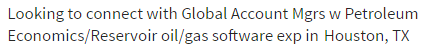 Looking to connect with Global Account Mgrs w Petroleum
Economics/Reservoir oil/gas software exp in Houston, TX